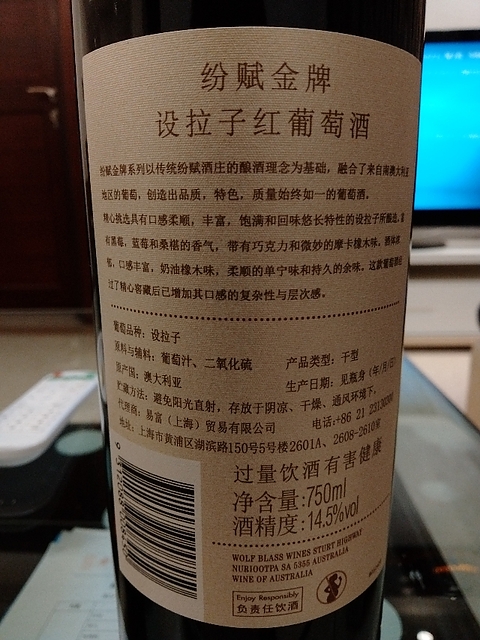 纷赋金牌
设拉子红葡萄酒
纷赋金牌系列以传统纷赋酒庄的酿酒理念为基础，融合了来自南澳大利亚
地区的葡萄，创造出品质，特色，质量始终如一的葡萄酒。
精心挑选具有口感柔顺，丰富，饱满和回味悠长特性的设拉子所酿造，富
有黑莓，蓝莓和桑椹的香气，带有巧克力和微妙的摩卡橡木味。酒体浓
郁，口感丰富，奶油橡木味，柔顺的单宁味和持久的余味。这款葡萄酒经
过了精心窖藏后已增加其口感的复杂性与层次感。
葡萄品种：设拉子
原料与辅料：葡萄汁、二氧化硫
产品类型：干型
原产国：澳大利亚
生产日期：见瓶身（年/月/日）
贮藏方法：避免阳光直射，存放于阴凉、干燥、通风环境下，
代理商：易富（上海）贸易有限公司
电话:+86 21 23130300
地址：上海市黄浦区湖滨路150号5号楼2601A、2608-2610室
过量饮酒有害健康
净含量:750ml
酒精度:14.5%vol
WOLF BLASS WINES STURT HIGHWAY
NURIOOTPA SA 5355 AUSTRALIA
WINE OF AUSTRALIA
Enjoy Responsibly
负责任饮酒